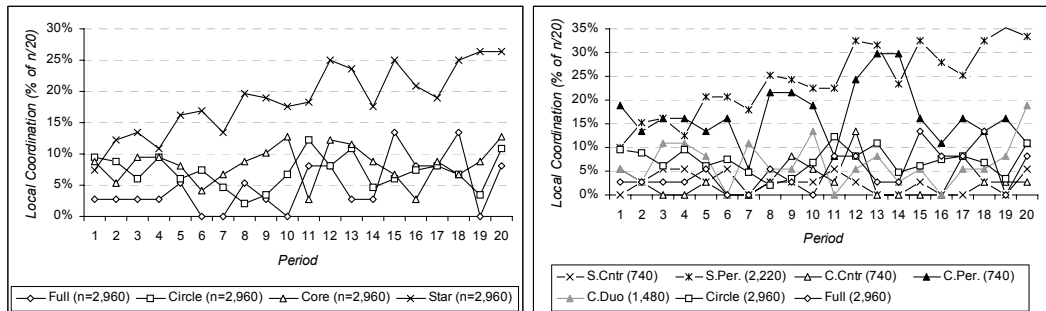 Local Coordination (% of n/20)
30%
25%
20%
15%
10%
5%
0%
1 2 3 4 5 6 7 8 9 10 11 12 13 14 15 16 17 18 19 20
Period
Full (n=2,960) Circle (n=2,960) Core (n=2,960) Star (n=2,960)
Local Coordination (% of n/20)
35%
30%
25%
20%
15%
10%
5%
0%
1 2 3 4 5 6 7 8 9 10 11 12 13 14 15 16 17 18 19 20
Period
S.Cntr (740) S.Per. (2,220) C.Cntr (740) C.Per. (740)
C.Duo (1,480) Circle (2,960) Full (2,960)